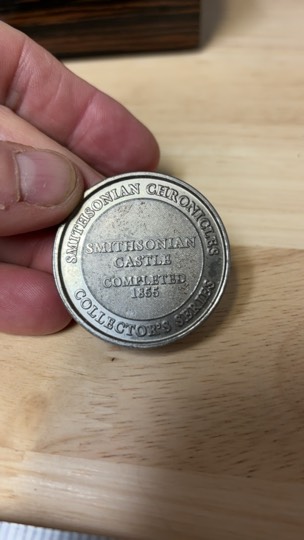 SMITHSONIAN CHRONICLES
SMITHSONIAN
CASTLE
COMPLETED
1855
COLLECTOR'S SERIES